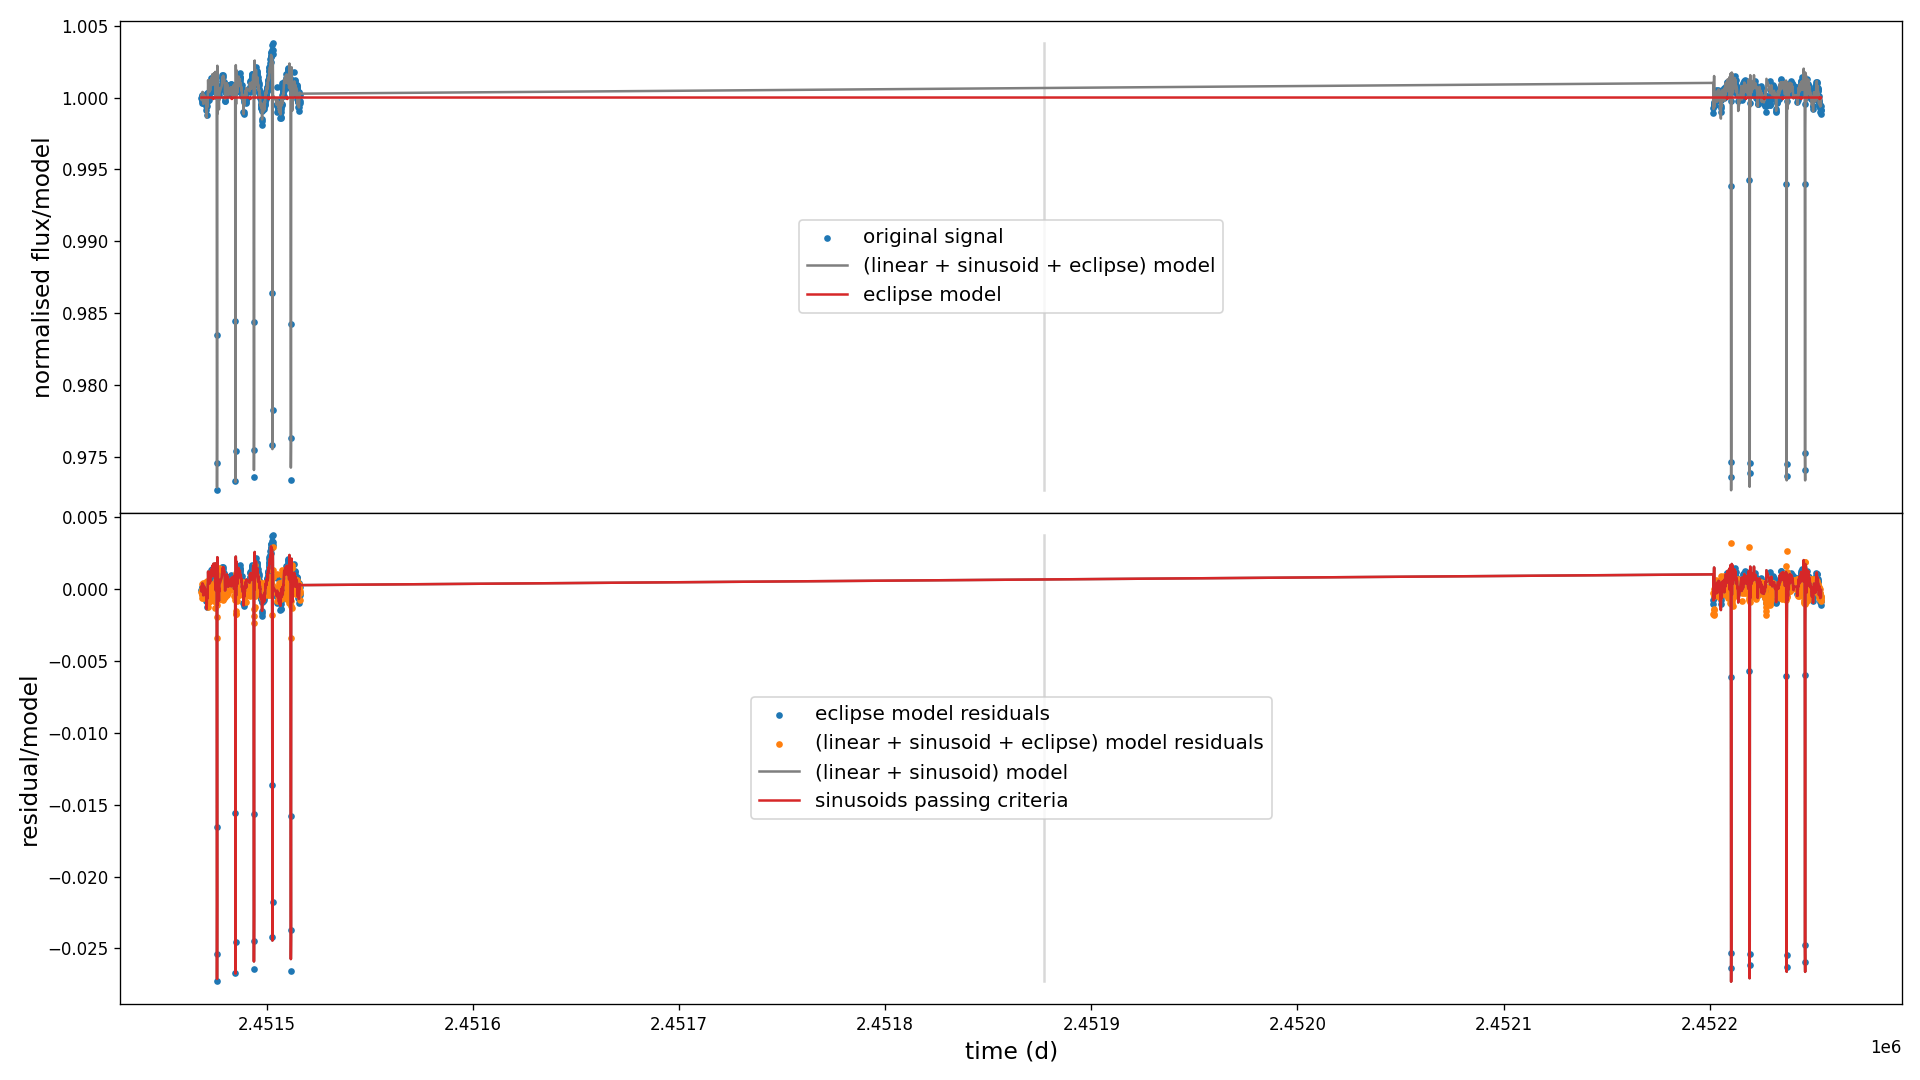 1.005
1.000
0.995
0.990
0.985
0.980
0.975
normalised flux/model
original signal
(linear + sinusoid + eclipse) model
eclipse model
0.005
0.000
−0.005
−0.010
−0.015
−0.020
−0.025
residual/model
eclipse model residuals
(linear + sinusoid + eclipse) model residuals
(linear + sinusoid) model
sinusoids passing criteria
2.4515 2.4516 2.4517 2.4518 2.4519 2.4520 2.4521 2.4522
1e6
time (d)